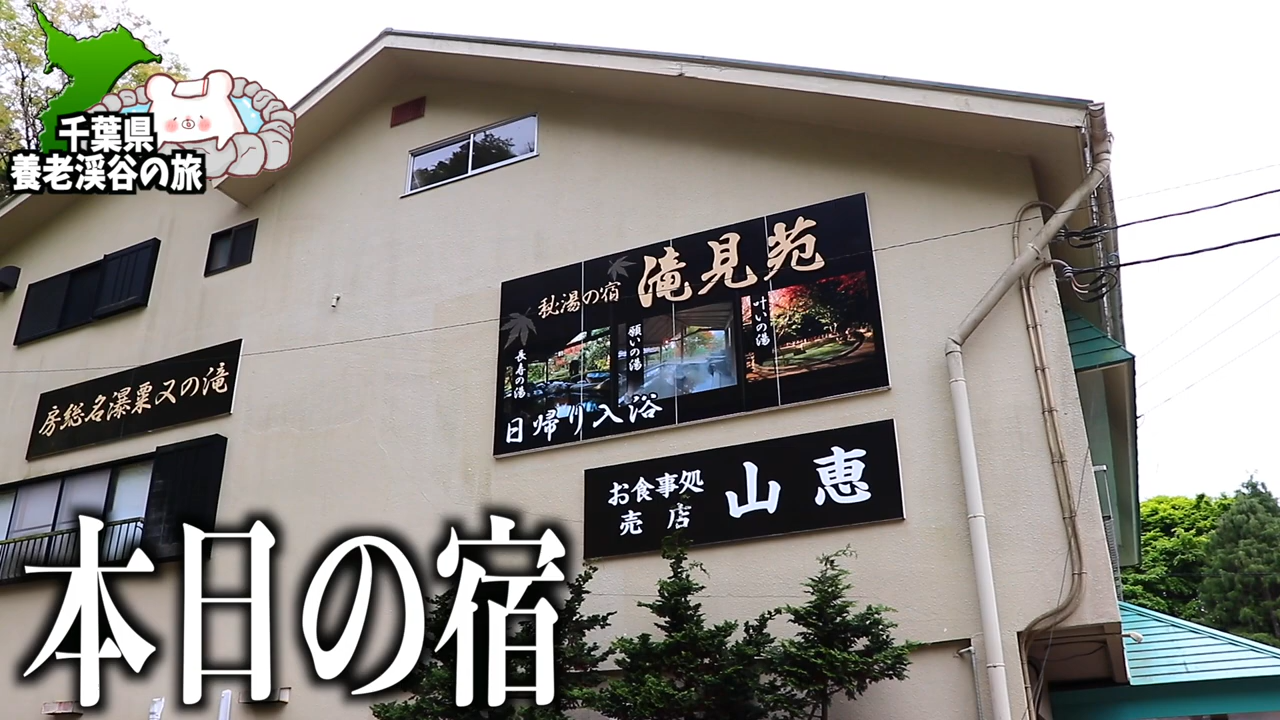 千葉県
養老渓谷の旅
秘湯の宿 滝見苑
長寿の湯
願いの湯
叶いの湯
日帰り入浴
房総名瀑粟又の滝
お食事処
売店
山恵
本日の宿